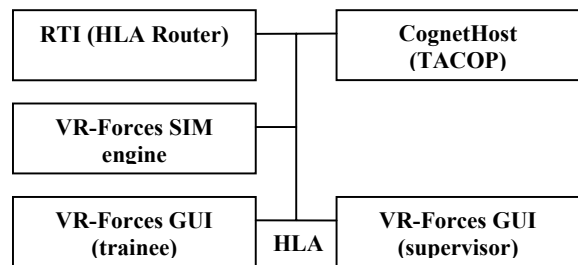 RTI (HLA Router)
CognetHost
(TACOP)
VR-Forces SIM
engine
VR-Forces GUI
(trainee)
HLA
VR-Forces GUI
(supervisor)